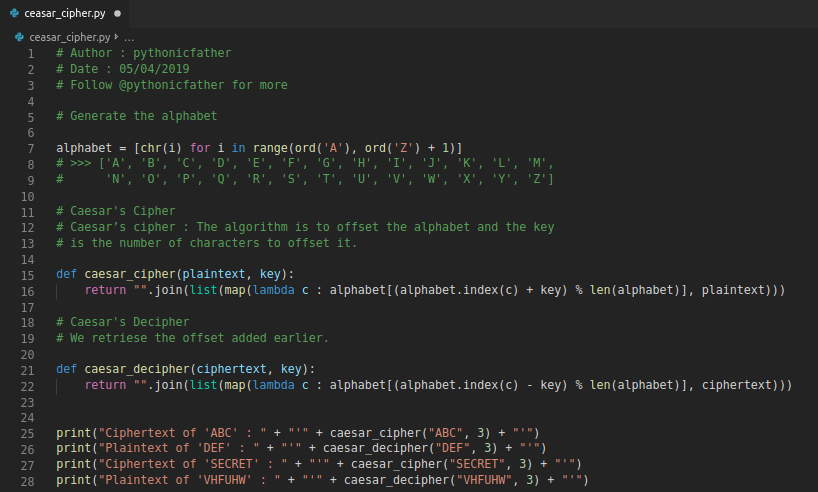 ceasar_cipher.py ●
ceasar_cipher.py › ...
1 # Author : pythonicfather
2 # Date : 05/04/2019
3 # Follow @pythonicfather for more
4
5 # Generate the alphabet
6
7 alphabet = [chr(i) for i in range(ord('A'), ord('Z') + 1)]
8 # >>> ['A', 'B', 'C', 'D', 'E', 'F', 'G', 'H', 'I', 'J', 'K', 'L', 'M',
9 #      'N', 'O', 'P', 'Q', 'R', 'S', 'T', 'U', 'V', 'W', 'X', 'Y', 'Z']
10
11 # Caesar's Cipher
12 # Caesar’s cipher : The algorithm is to offset the alphabet and the key
13 # is the number of characters to offset it.
14
15 def caesar_cipher(plaintext, key):
16     return "".join(list(map(lambda c : alphabet[(alphabet.index(c) + key) % len(alphabet)], plaintext)))
17
18 # Caesar's Decipher
19 # We retriese the offset added earlier.
20
21 def caesar_decipher(ciphertext, key):
22     return "".join(list(map(lambda c : alphabet[(alphabet.index(c) - key) % len(alphabet)], ciphertext)))
23
24
25 print("Ciphertext of 'ABC' : " + "'" + caesar_cipher("ABC", 3) + "'")
26 print("Plaintext of 'DEF' : " + "'" + caesar_decipher("DEF", 3) + "'")
27 print("Ciphertext of 'SECRET' : " + "'" + caesar_cipher("SECRET", 3) + "'")
28 print("Plaintext of 'VHFUHW' : " + "'" + caesar_decipher("VHFUHW", 3) + "'")